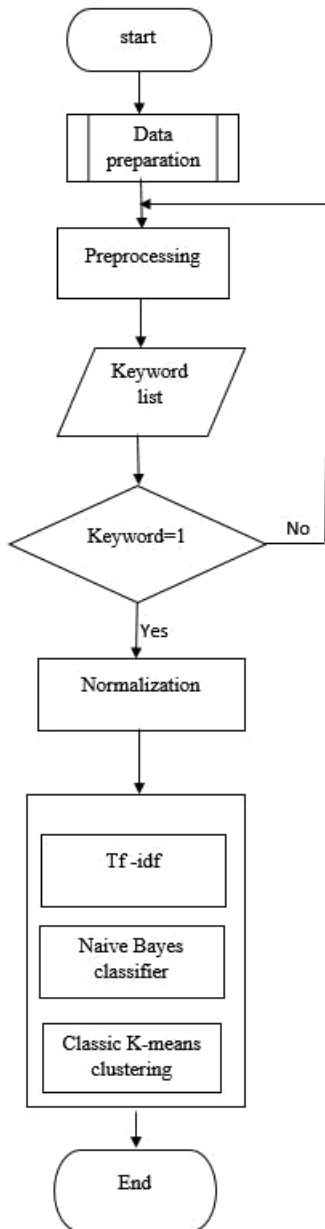 start
Data
preparation
Preprocessing
Keyword
list
Keyword=1
No
Yes
Normalization
Tf -idf
Naive Bayes
classifier
Classic K-means
clustering
End